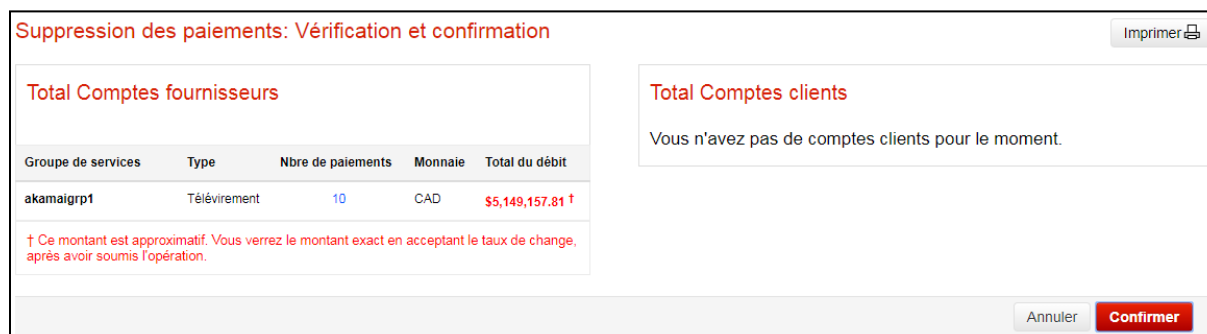 Suppression des paiements: Vérification et confirmation
Imprimer
Total Comptes fournisseurs
Groupe de services Type Nbre de paiements Monnaie Total du débit
akamaigrp1 Télévirement 10 CAD $5,149,157.81 †
† Ce montant est approximatif. Vous verrez le montant exact en acceptant le taux de change,
après avoir soumis l'opération.
Total Comptes clients
Vous n'avez pas de comptes clients pour le moment.
Annuler Confirmer